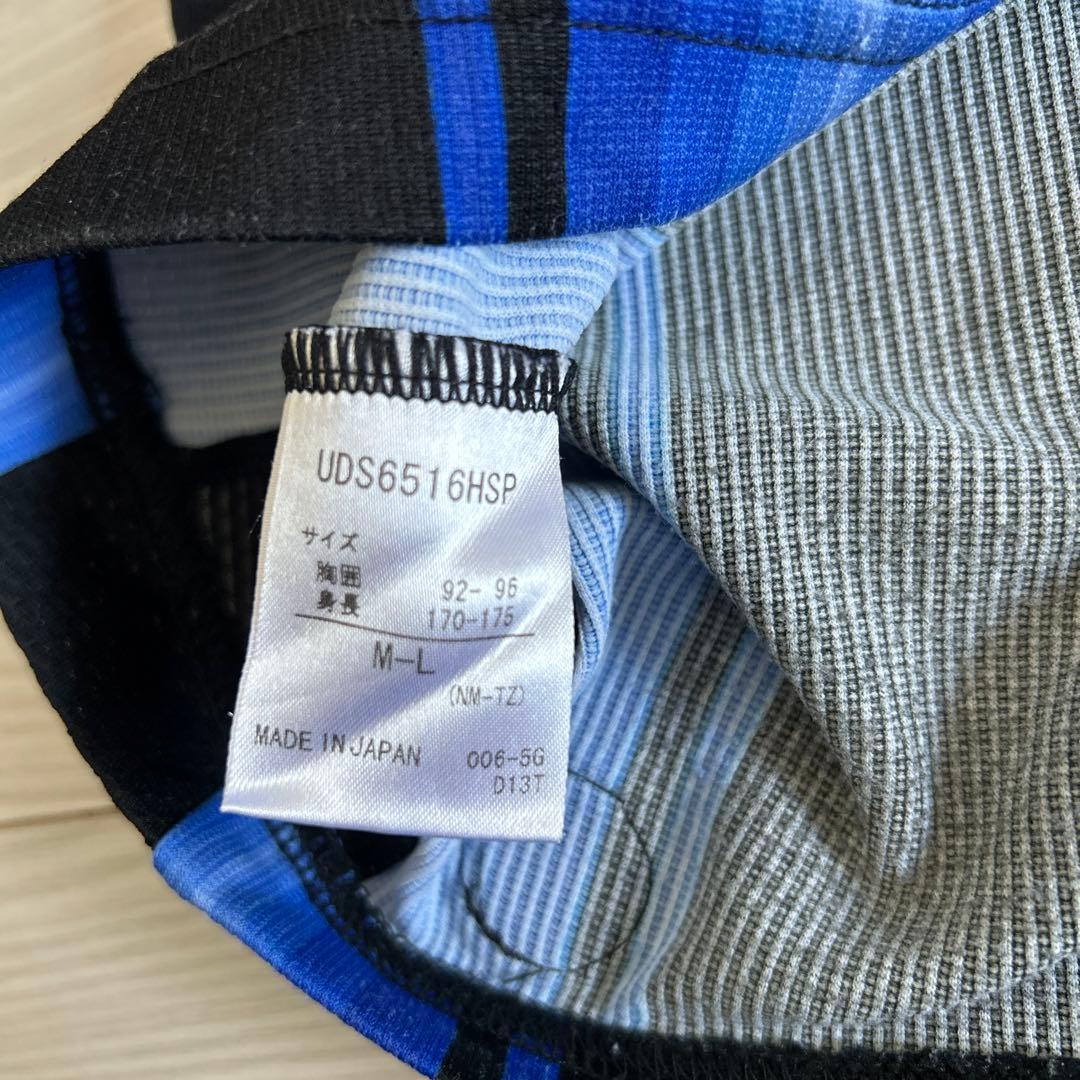 UDS6516HSP
サイズ
胸囲 92- 96
身長 170-175
M-L
(NM-TZ)
MADE IN JAPAN 006-5G
D13T